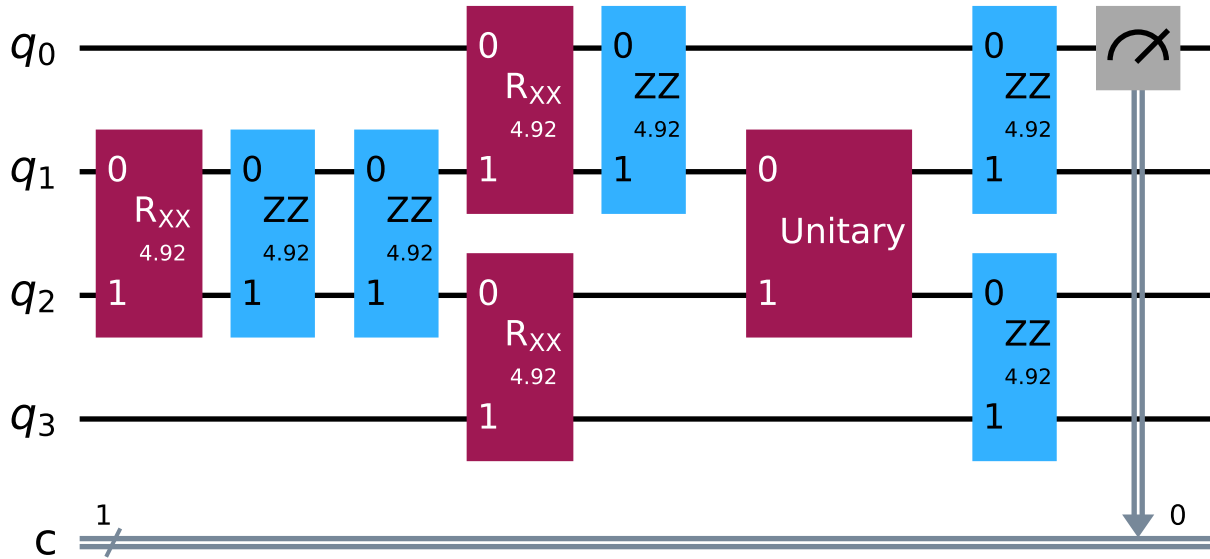 q0 0 RXX 4.92 1 0 ZZ 4.92 1 0 ZZ 4.92 1
q1 0 RXX 4.92 1 0 ZZ 4.92 1 0 ZZ 4.92 1 0 Unitary 1
q2 0 RXX 4.92 1 0 ZZ 4.92 1
q3
c 1 0